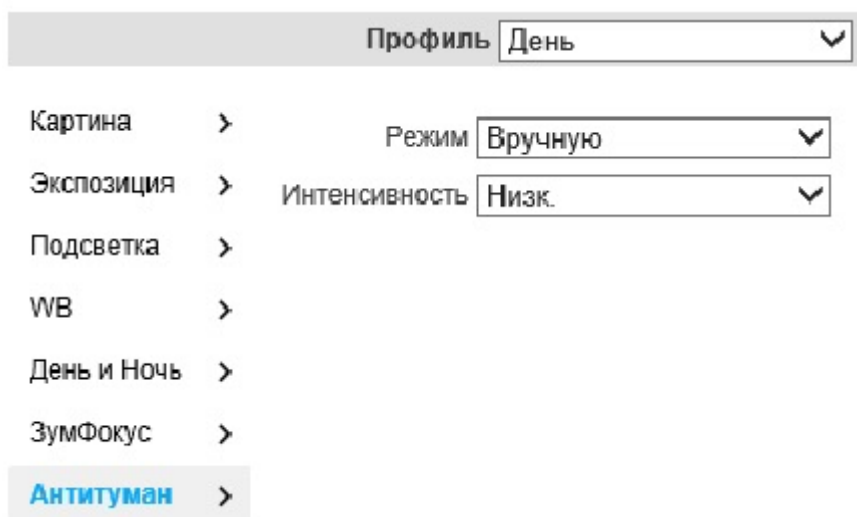 Профиль День
Картина
Режим Вручную
Экспозиция
Интенсивность Низк.
Подсветка
WB
День и Ночь
ЗумФокус
Антитуман